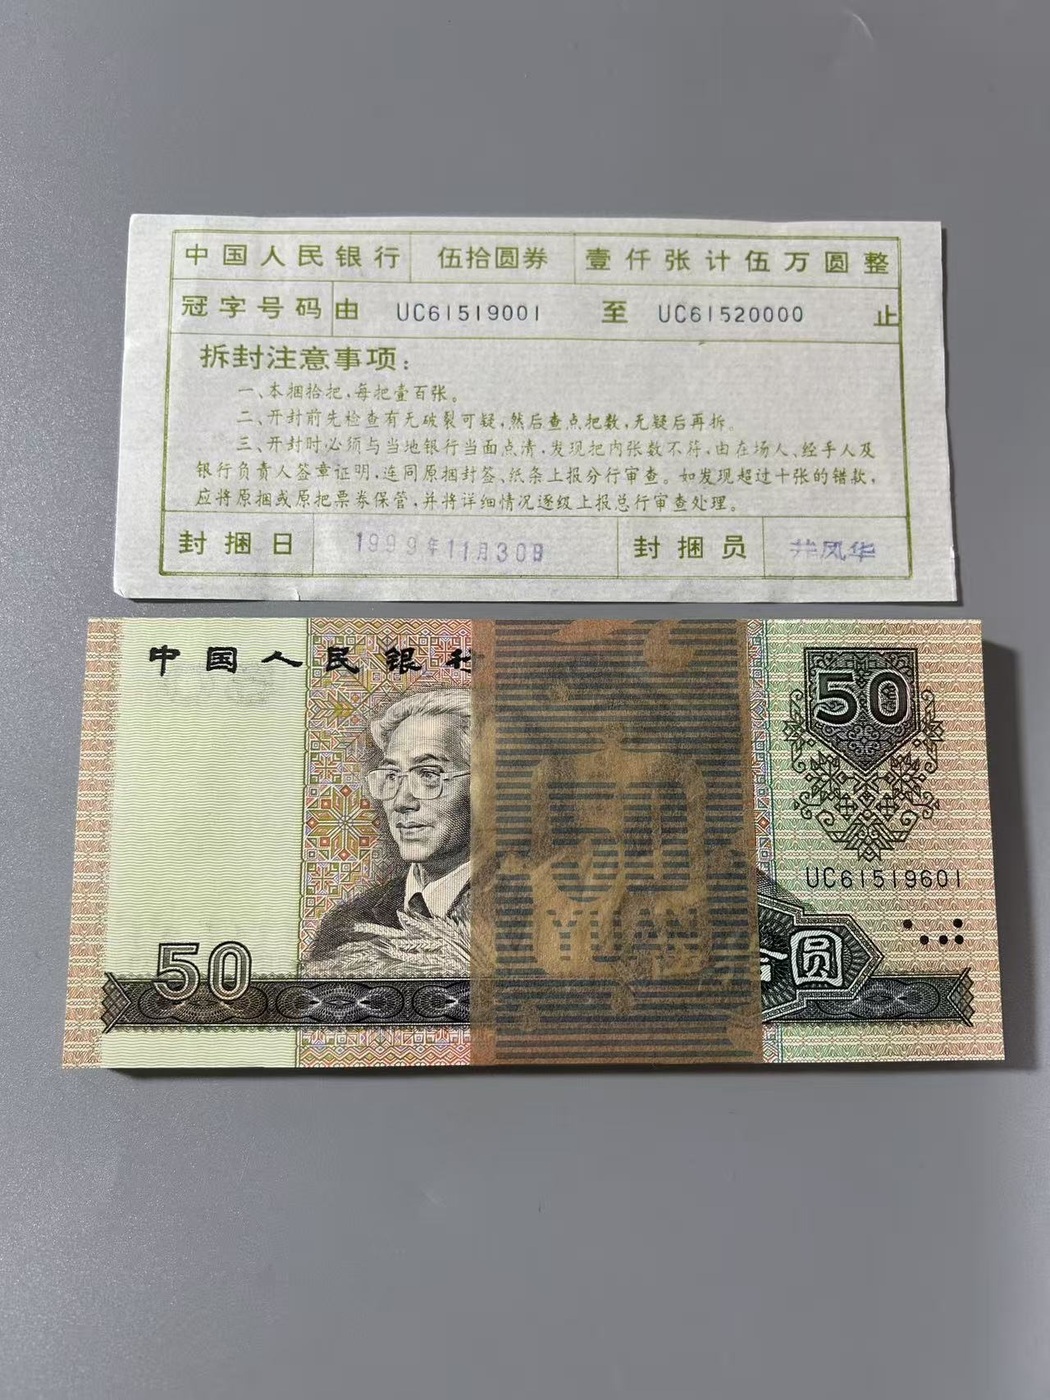 中国人民银行 伍拾圆券 壹仟张计伍万圆整
冠字号码由 UC61519001 至 UC61520000 止
拆封注意事项:
一、本捆拾把,每把壹百张。
二、开封前先检查有无破裂可疑,然后查点把数,无疑后再拆。
三、开封时必须与当地银行当面点清,发现把内张数不符,由在场人、经手人及
银行负责人签章证明,连同原捆封签、纸条上报分行审查。如发现超过十张的错款,
应将原捆或原把票券保管,并将详细情况逐级上报总行审查处理。
封捆日 1999年11月30日 封捆员 井凤华
中国人民银
50
UC61519601
50
YUAN
圆